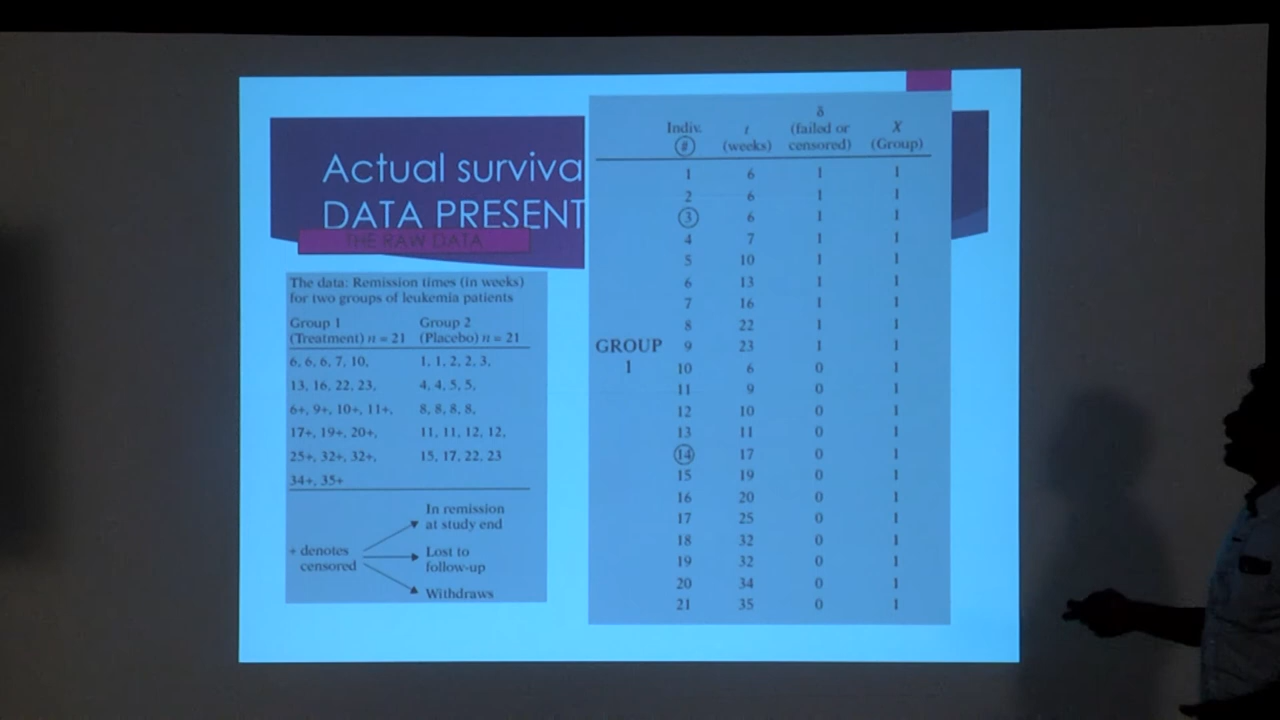 Actual surviva
DATA PRESENT
THE RAW DATA
The data: Remission times (in weeks)
for two groups of leukemia patients
Group 1 Group 2
(Treatment) n = 21 (Placebo) n = 21
6, 6, 6, 7, 10, 1, 1, 2, 2, 3,
13, 16, 22, 23, 4, 4, 5, 5,
6+, 9+, 10+, 11+, 8, 8, 8, 8,
17+, 19+, 20+, 11, 11, 12, 12,
25+, 32+, 32+, 15, 17, 22, 23
34+, 35+
In remission
at study end
+ denotes
censored
Lost to
follow-up
Withdraws
δ
Indiv. t (failed or X
# (weeks) censored) (Group)
1 6 1 1
2 6 1 1
3 6 1 1
4 7 1 1
5 10 1 1
6 13 1 1
7 16 1 1
8 22 1 1
GROUP 9 23 1 1
1 10 6 0 1
11 9 0 1
12 10 0 1
13 11 0 1
14 17 0 1
15 19 0 1
16 20 0 1
17 25 0 1
18 32 0 1
19 32 0 1
20 34 0 1
21 35 0 1